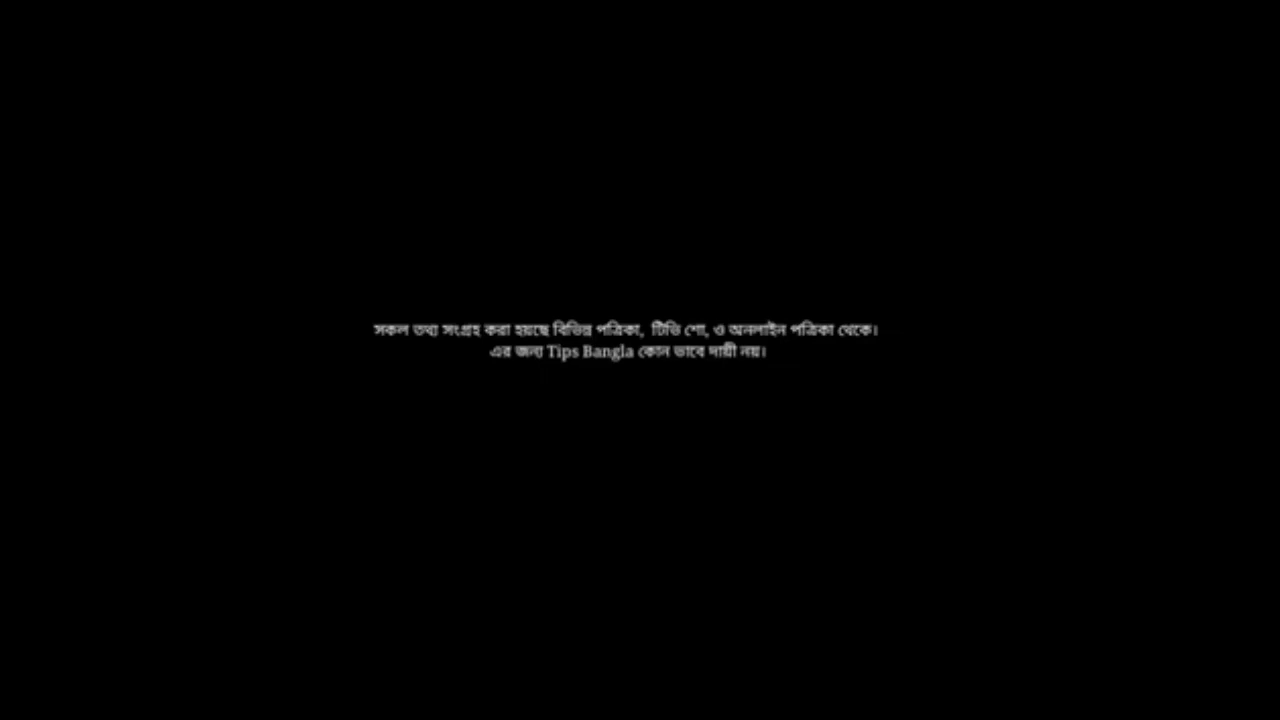 সকল তথ্য সংগ্রহ করা হয়ছে বিভিন্ন পত্রিকা, টিভি শো, ও অনলাইন পত্রিকা থেকে।
এর জন্য Tips Bangla কোন ভাবে দায়ী নয়।